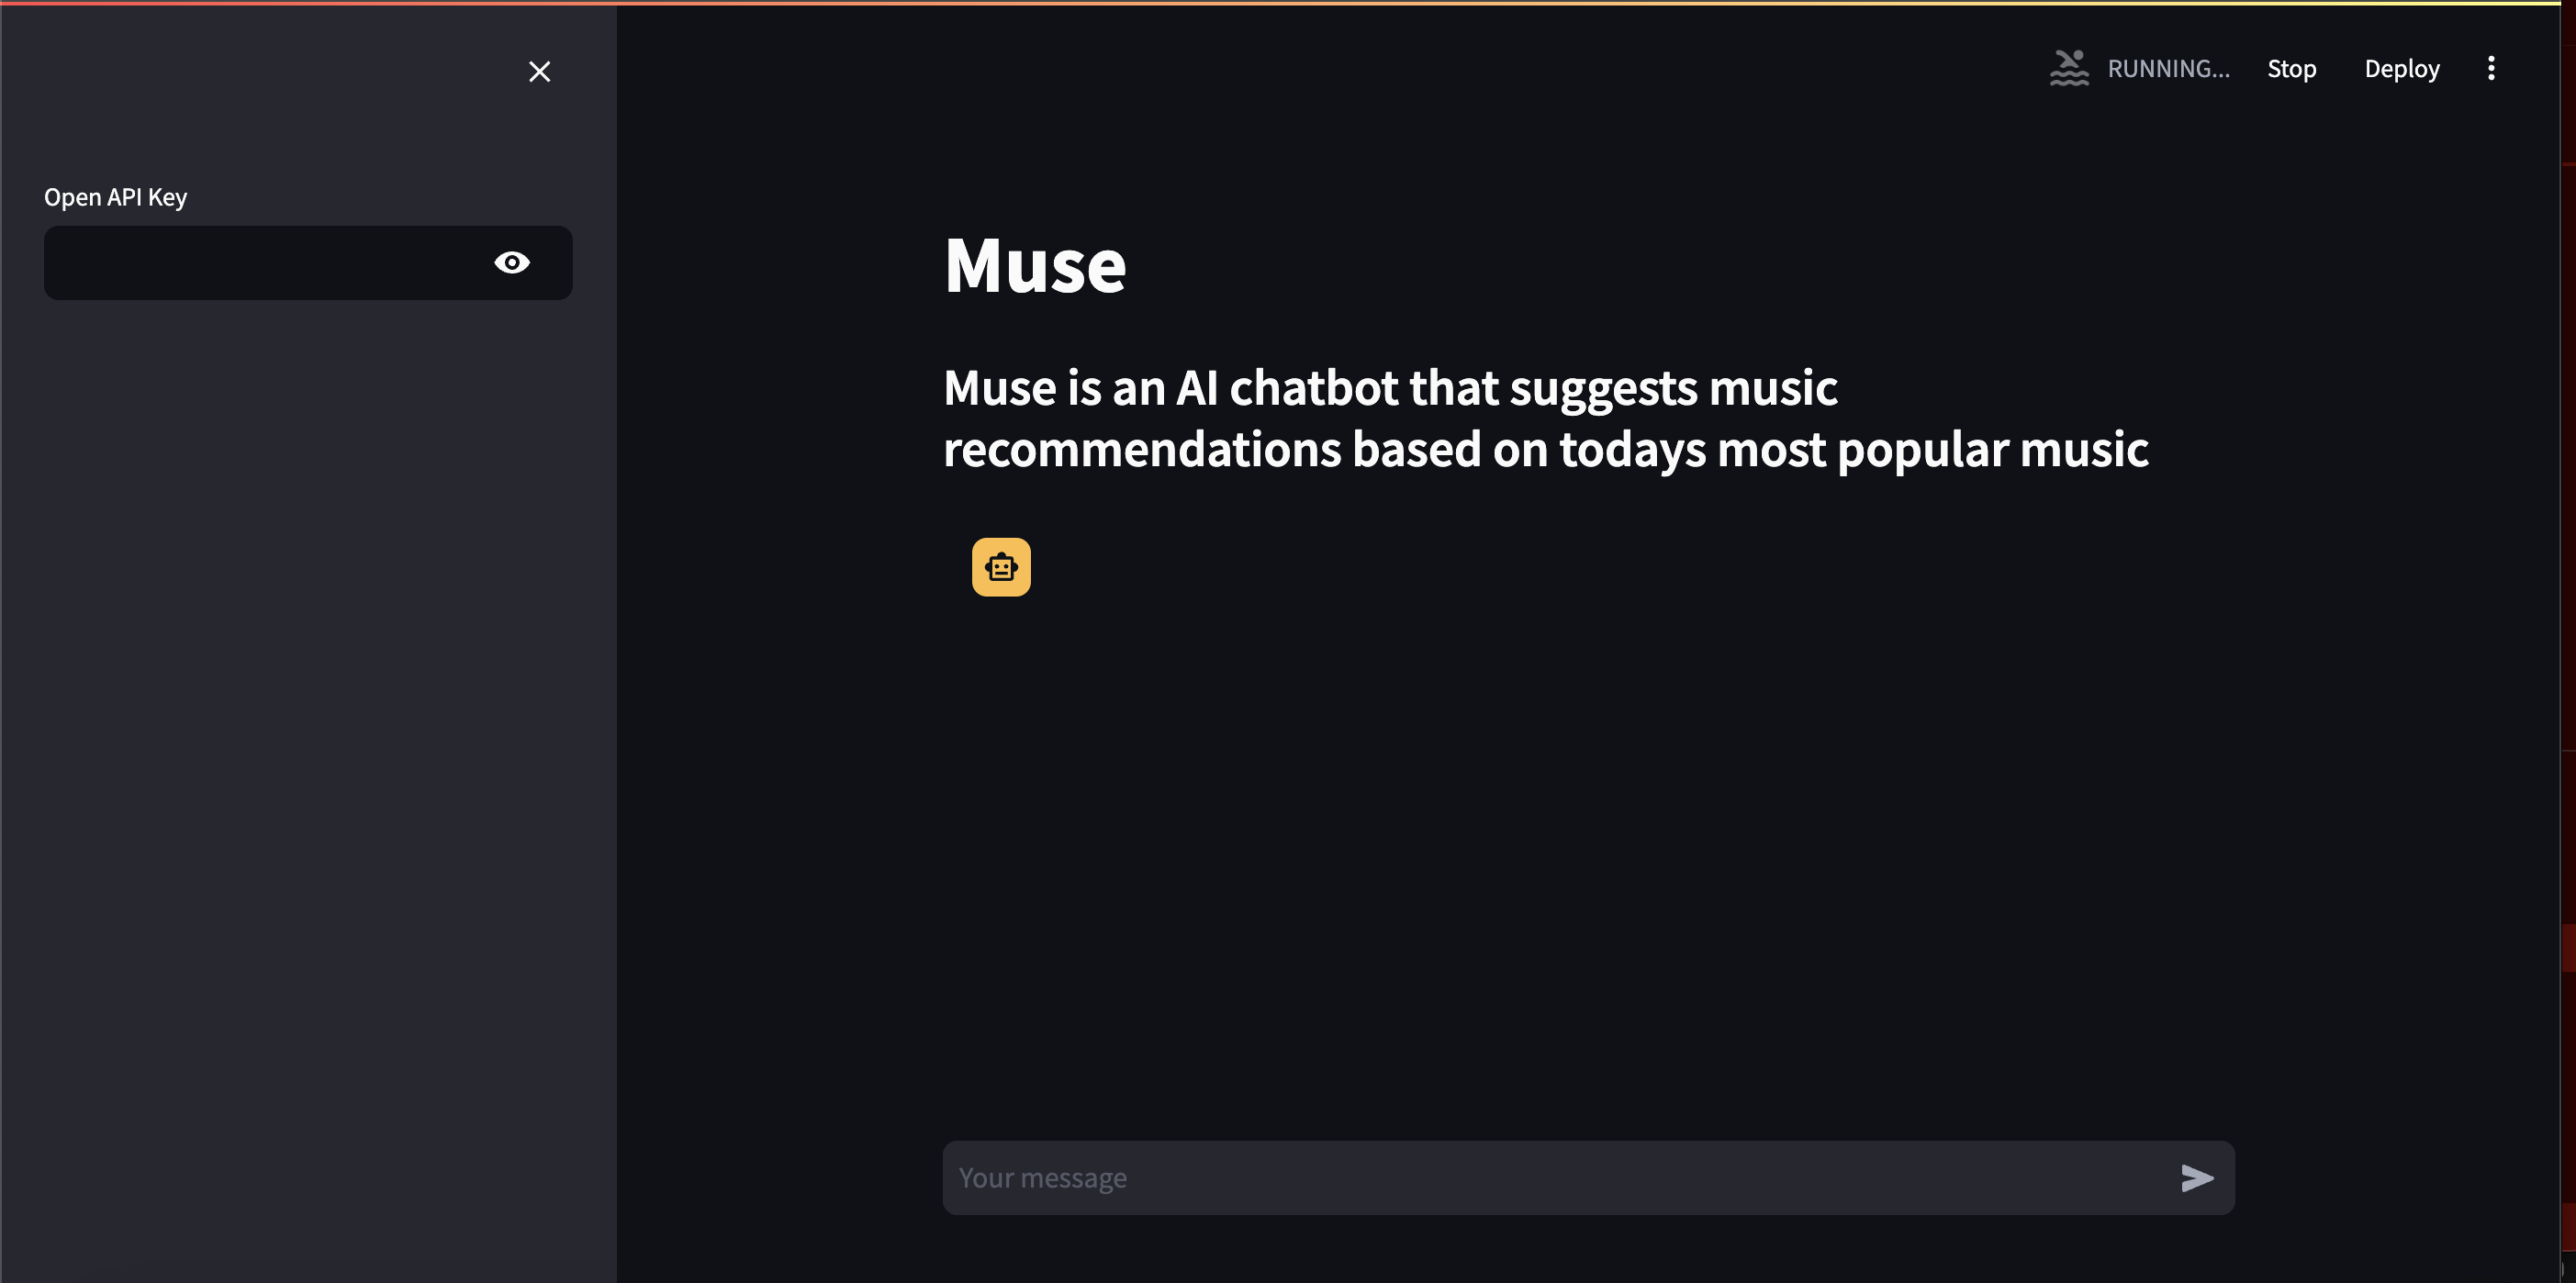 RUNNING...
Stop
Deploy
Open API Key
Muse
Muse is an AI chatbot that suggests music
recommendations based on todays most popular music
Your message